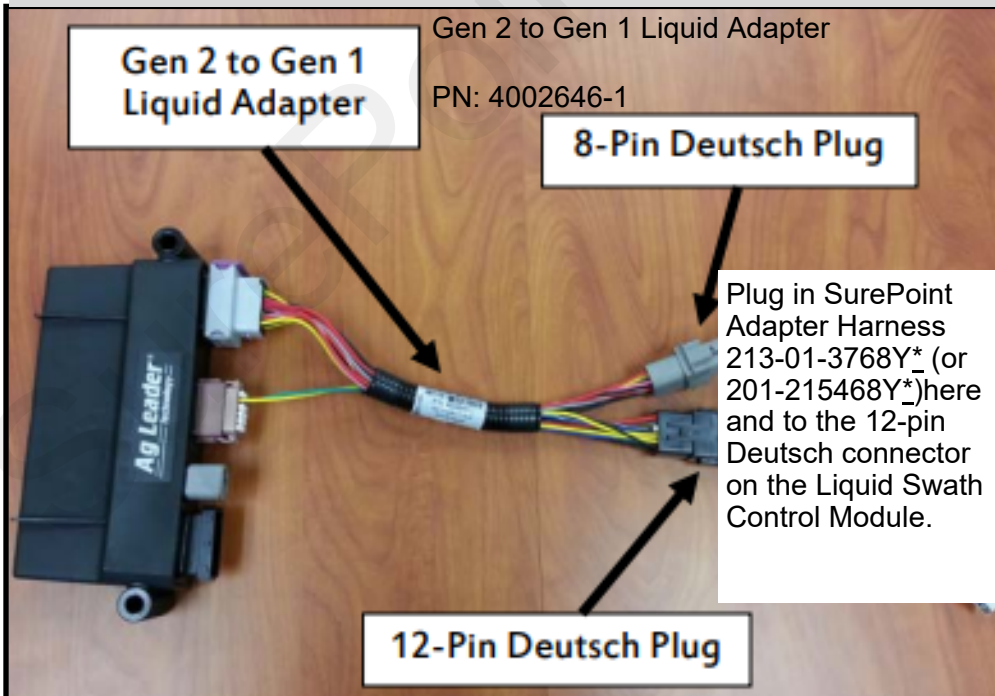 Gen 2 to Gen 1 Liquid Adapter
PN: 4002646-1
Gen 2 to Gen 1
Liquid Adapter
8-Pin Deutsch Plug
Plug in SurePoint
Adapter Harness
213-01-3768Y* (or
201-215468Y*)here
and to the 12-pin
Deutsch connector
on the Liquid Swath
Control Module.
Ag Leader
Technology
12-Pin Deutsch Plug